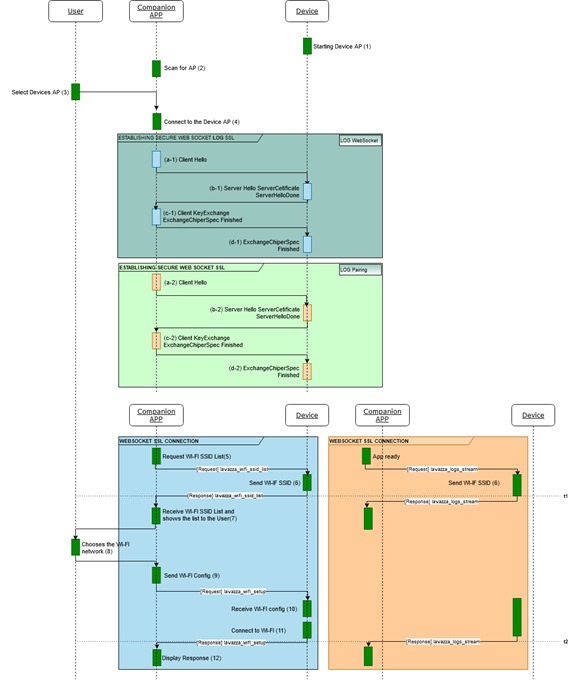 User
Companion
APP
Device
Starting Device AP (1)
Scan for AP (2)
Select Devices AP (3)
Connect to the Device AP (4)
ESTABLISHING SECURE WEB SOCKET LOG SSL
LOG WebSocket
(a-1) Client Hello
(b-1) Server Hello ServerCetificate
ServerHelloDone
(c-1) Client KeyExchange
ExchangeChiperSpec Finished
(d-1) ExchangeChiperSpec
Finished
ESTABLISHING SECURE WEB SOCKET SSL
LOG Pairing
(a-2) Client Hello
(b-2) Server Hello ServerCetificate
ServerHelloDone
(c-2) Client KeyExchange
ExchangeChiperSpec Finished
(d-2) ExchangeChiperSpec
Finished
Companion
APP
Device
Companion
APP
Device
WEBSOCKET SSL CONNECTION
WEBSOCKET SSL CONNECTION
Request Wi-Fi SSID List(5)
App ready
[Request] lavazza_wifi_ssid_list
[Request] lavazza_logs_stream
Send WI-IF SSID (6)
Send WI-IF SSID (6)
[Response] lavazza_wifi_ssid_list
t1
[Response] lavazza_logs_stream
Receive WI-FI SSID List and
shows the list to the User(7)
Chooses the Wi-Fi
network (8)
Send Wi-Fi Config (9)
[Request] lavazza_wifi_setup
Receive WI-FI config (10)
Connect to Wi-Fi (11)
[Response] lavazza_wifi_setup
[Response] lavazza_logs_stream
t2
Display Response (12)